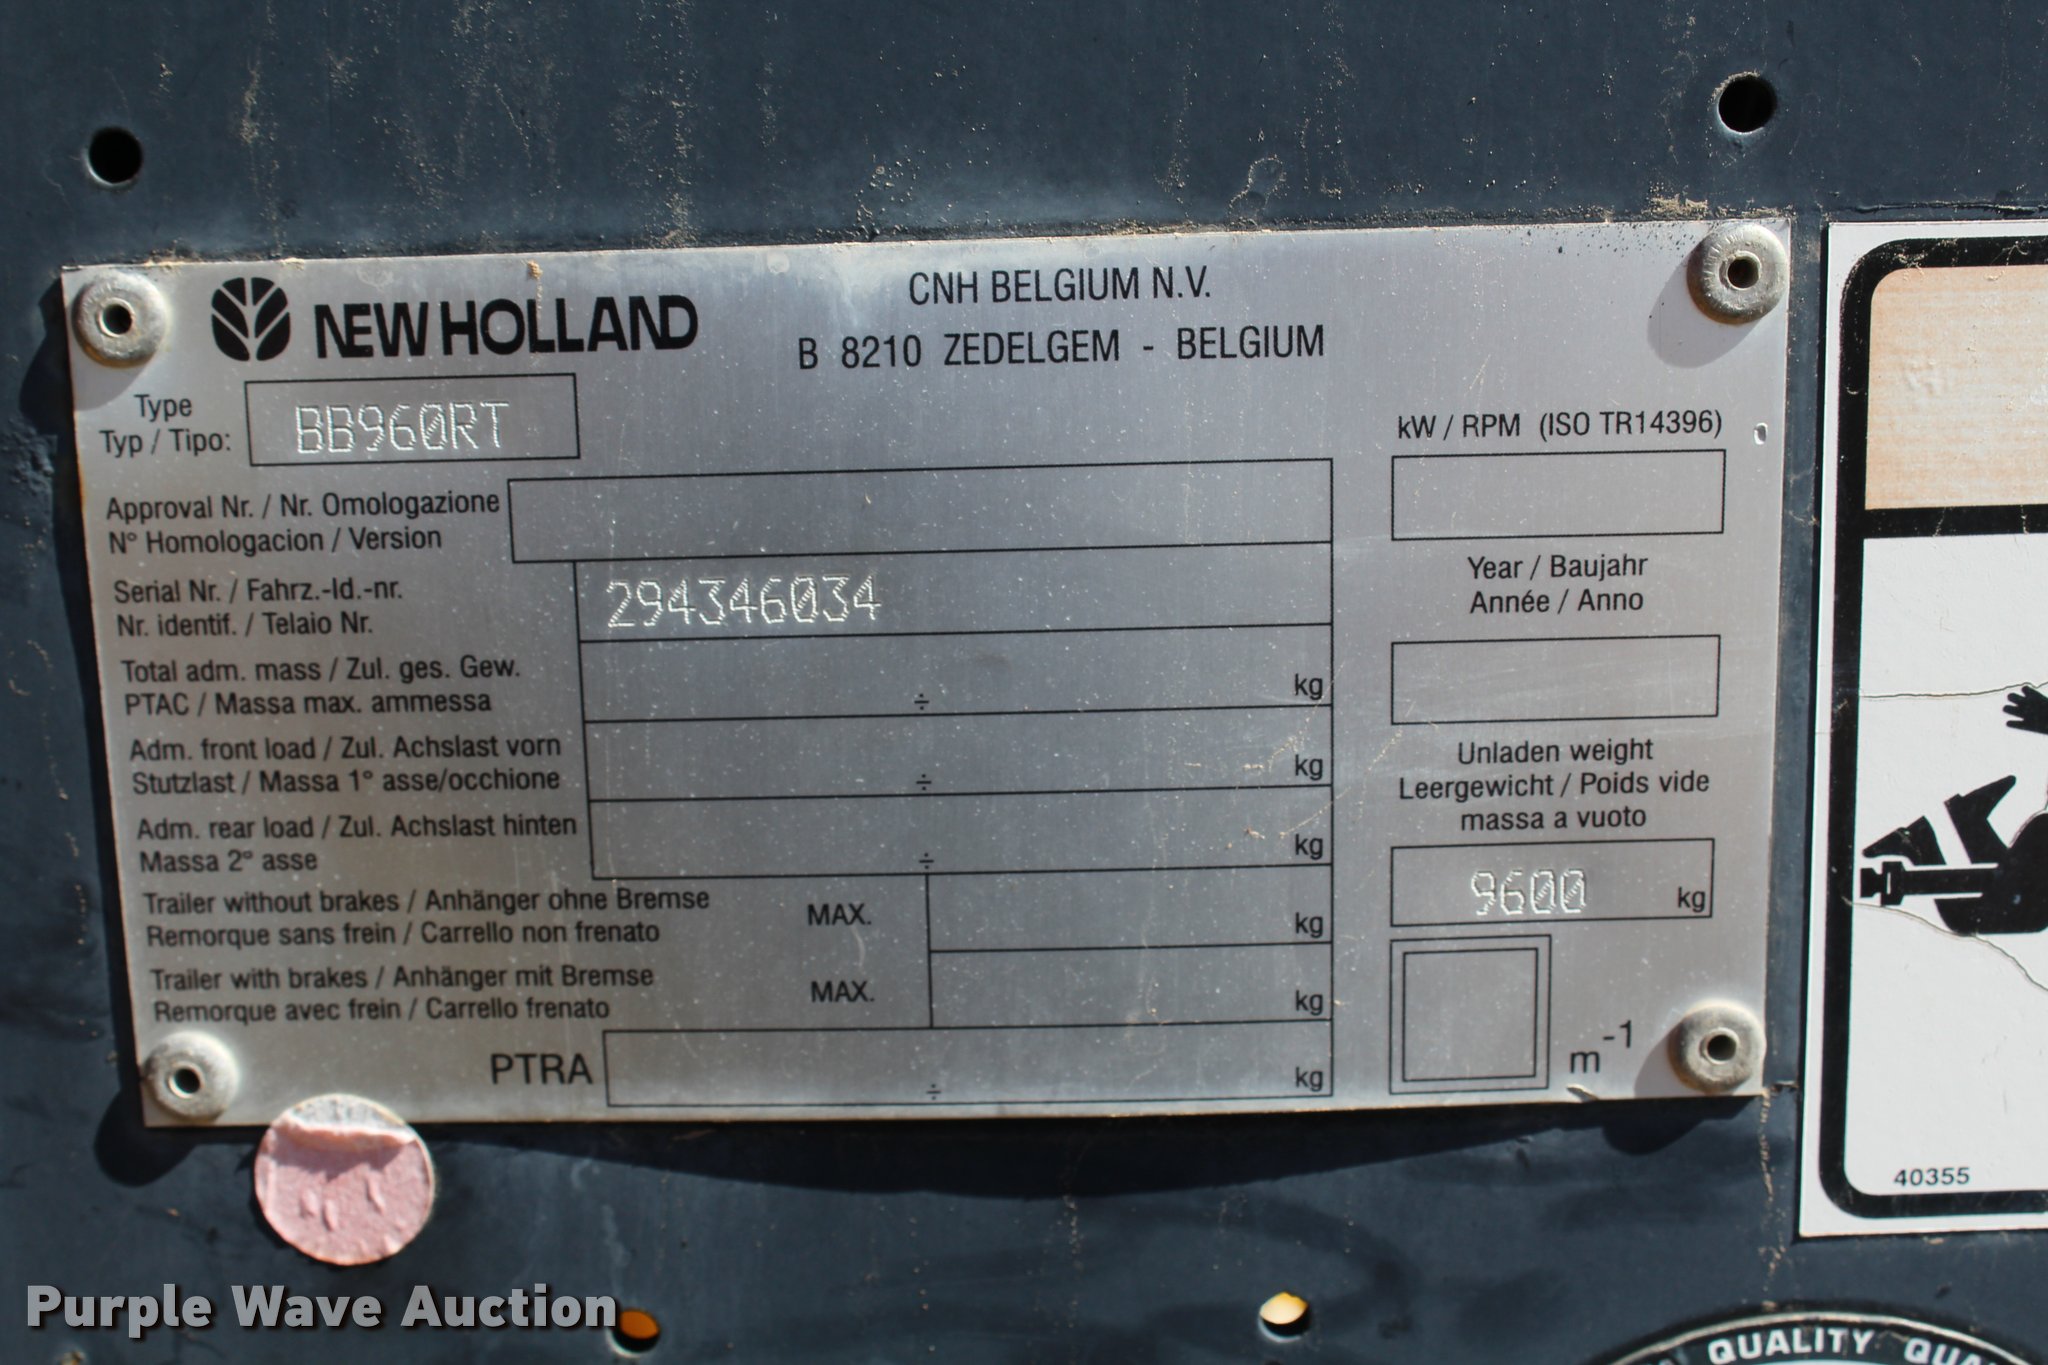 NEW HOLLAND
CNH BELGIUM N.V.
B 8210 ZEDELGEM - BELGIUM
Type
Typ / Tipo:
BB960RT
Approval Nr. / Nr. Omologazione
N° Homologacion / Version
Serial Nr. / Fahrz.-Id.-nr.
Nr. identif. / Telaio Nr.
294346034
Total adm. mass / Zul. ges. Gew.
PTAC / Massa max. ammessa
÷ kg
Adm. front load / Zul. Achslast vorn
Stutzlast / Massa 1° asse/occhione
÷ kg
Adm. rear load / Zul. Achslast hinten
Massa 2° asse
÷ kg
Trailer without brakes / Anhänger ohne Bremse
Remorque sans frein / Carrello non frenato
MAX. kg
Trailer with brakes / Anhänger mit Bremse
Remorque avec frein / Carrello frenato
MAX. kg
PTRA ÷ kg
kW / RPM (ISO TR14396)
Year / Baujahr
Année / Anno
Unladen weight
Leergewicht / Poids vide
massa a vuoto
9600 kg
m-1
40355
QUALITY
Purple Wave Auction